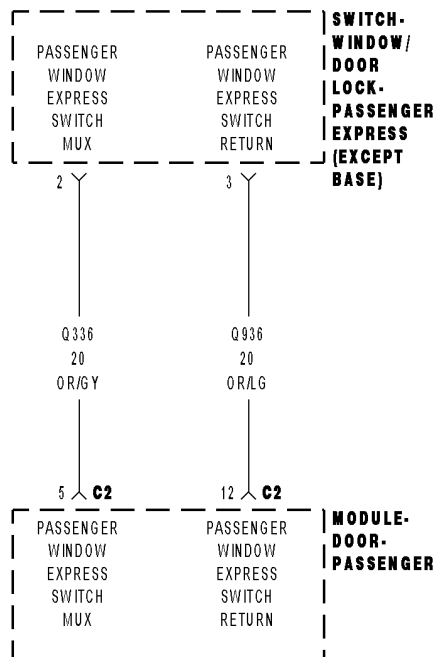 SWITCH-
WINDOW/
DOOR
LOCK-
PASSENGER
EXPRESS
(EXCEPT
BASE)
PASSENGER
WINDOW
EXPRESS
SWITCH
MUX
PASSENGER
WINDOW
EXPRESS
SWITCH
RETURN
2
3
Q336
20
OR/GY
Q936
20
OR/LG
5 C2
12 C2
MODULE-
DOOR-
PASSENGER
PASSENGER
WINDOW
EXPRESS
SWITCH
MUX
PASSENGER
WINDOW
EXPRESS
SWITCH
RETURN